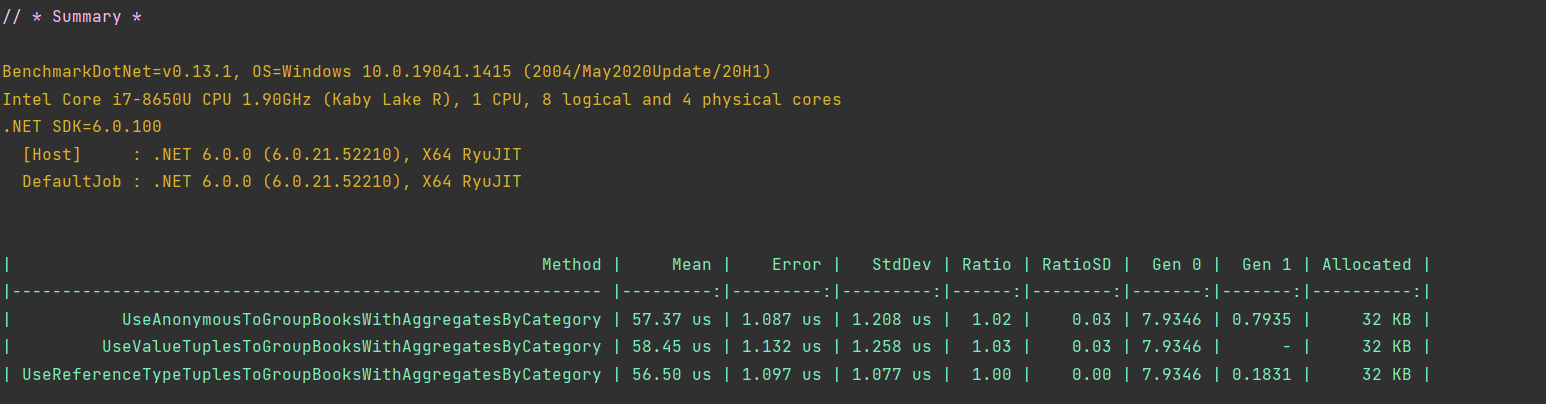 // * Summary *
BenchmarkDotNet=v0.13.1, OS=Windows 10.0.19041.1415 (2004/May2020Update/20H1)
Intel Core i7-8650U CPU 1.90GHz (Kaby Lake R), 1 CPU, 8 logical and 4 physical cores
.NET SDK=6.0.100
  [Host]     : .NET 6.0.0 (6.0.21.52210), X64 RyuJIT
  DefaultJob : .NET 6.0.0 (6.0.21.52210), X64 RyuJIT
|                                                     Method |     Mean |    Error |   StdDev | Ratio | RatioSD |  Gen 0 |  Gen 1 | Allocated |
|----------------------------------------------------------- |---------:|---------:|---------:|------:|--------:|-------:|-------:|----------:|
|           UseAnonymousToGroupBooksWithAggregatesByCategory | 57.37 us | 1.087 us | 1.208 us |  1.02 |    0.03 | 7.9346 | 0.7935 |     32 KB |
|         UseValueTuplesToGroupBooksWithAggregatesByCategory | 58.45 us | 1.132 us | 1.258 us |  1.03 |    0.03 | 7.9346 |      - |     32 KB |
| UseReferenceTypeTuplesToGroupBooksWithAggregatesByCategory | 56.50 us | 1.097 us | 1.077 us |  1.00 |    0.00 | 7.9346 | 0.1831 |     32 KB |